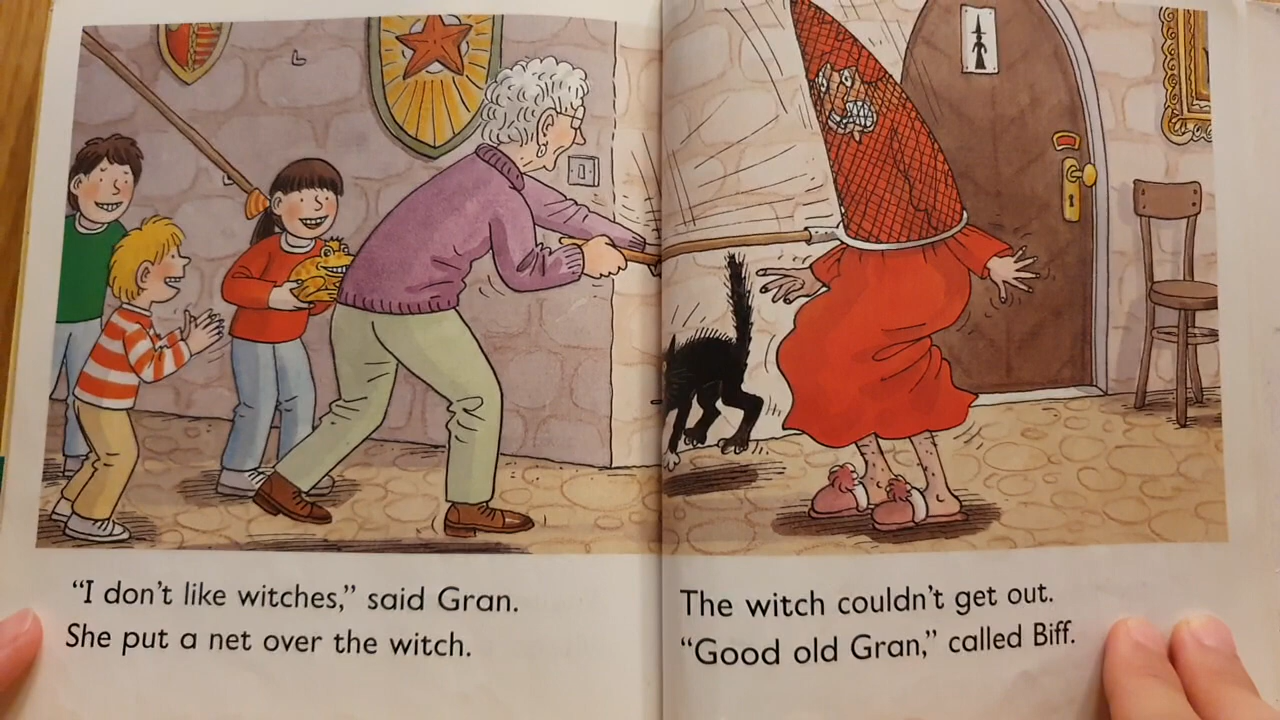 “I don’t like witches,” said Gran.
She put a net over the witch.
The witch couldn’t get out.
“Good old Gran,” called Biff.